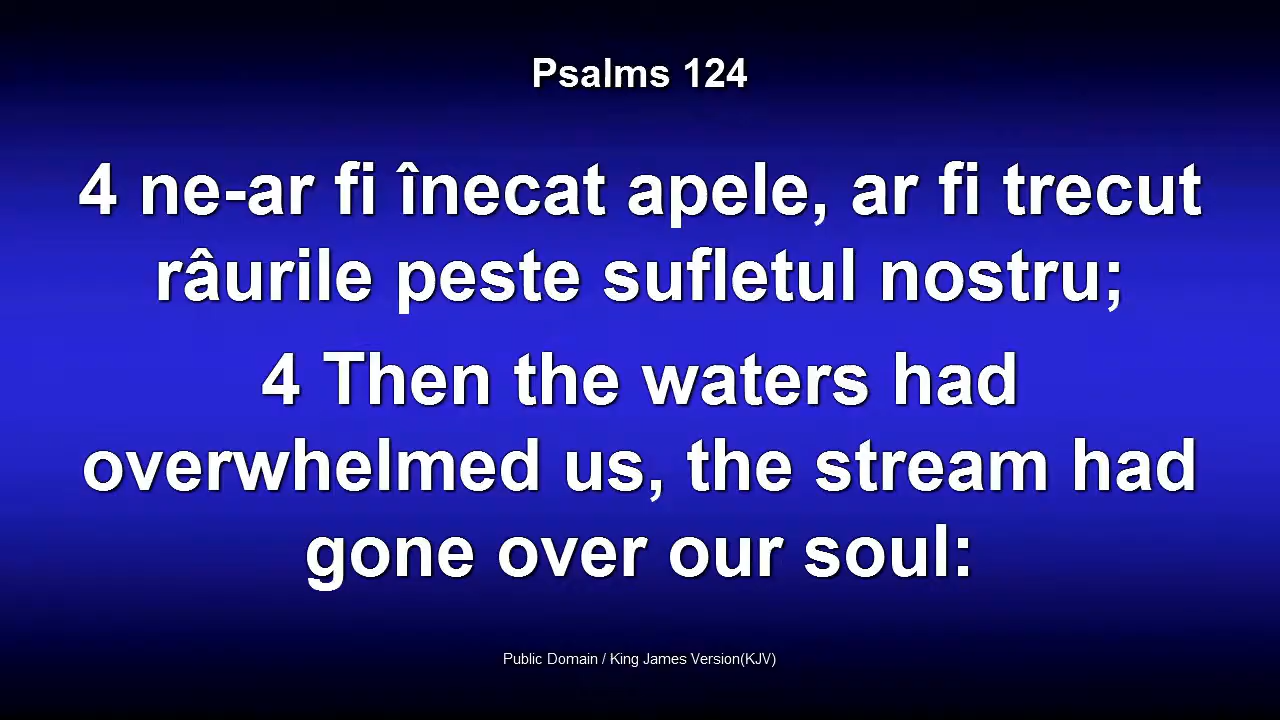 Psalms 124
4 ne-ar fi înecat apele, ar fi trecut
râurile peste sufletul nostru;
4 Then the waters had
overwhelmed us, the stream had
gone over our soul:
Public Domain / King James Version(KJV)